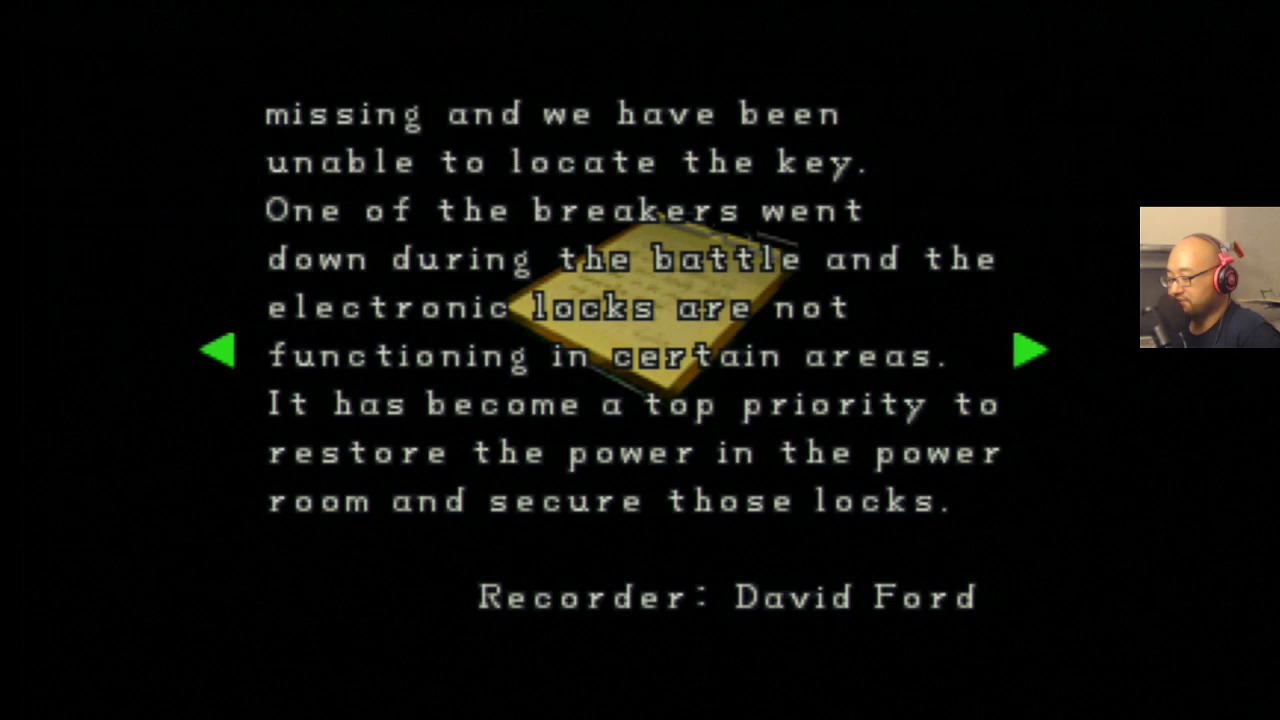 missing and we have been
unable to locate the key.
One of the breakers went
down during the battle and the
electronic locks are not
functioning in certain areas.
It has become a top priority to
restore the power in the power
room and secure those locks.
Recorder: David Ford